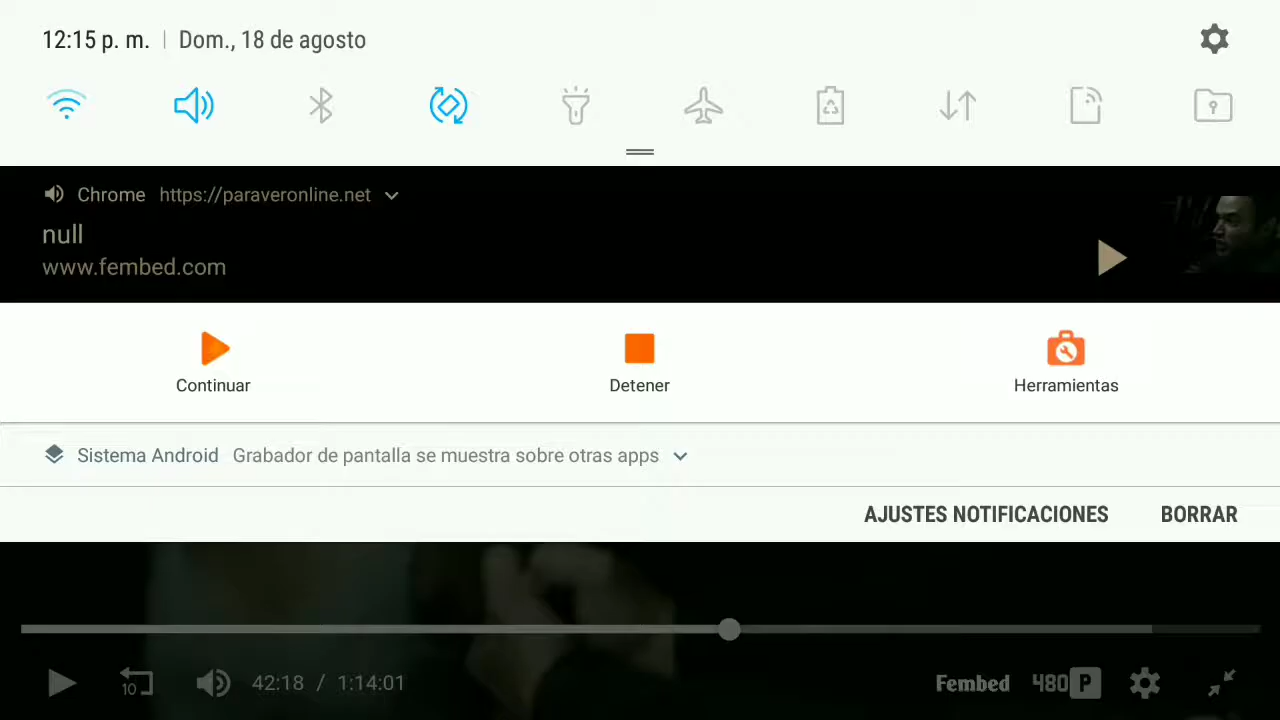 12:15 p. m. | Dom., 18 de agosto
Chrome https://paraveronline.net
null
www.fembed.com
Continuar Detener Herramientas
Sistema Android Grabador de pantalla se muestra sobre otras apps
AJUSTES NOTIFICACIONES BORRAR
10 42:18 / 1:14:01 Fembed 480P